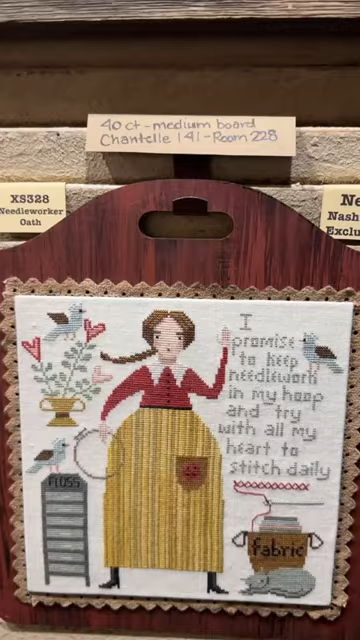 40 ct - medium board
Chantelle 141 - Room 228
XS328
Needleworker
Oath
Ne
Nash
Exclu
I
promise
to keep
needlework
in my hoop
and try
with all my
heart to
stitch daily
FLOSS
fabric